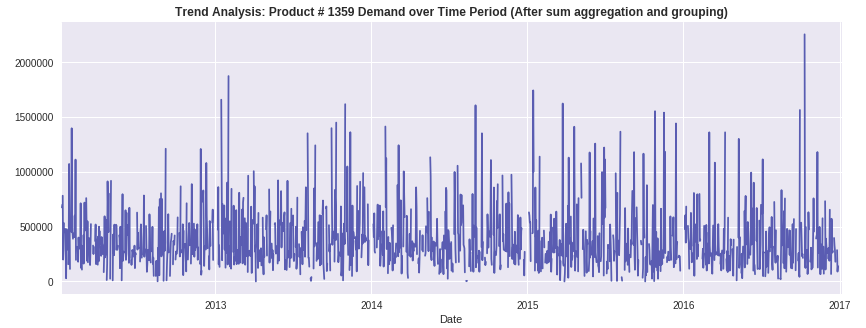 Trend Analysis: Product # 1359 Demand over Time Period (After sum aggregation and grouping)
2000000
1500000
1000000
500000
0
2013 2014 2015 2016 2017
Date